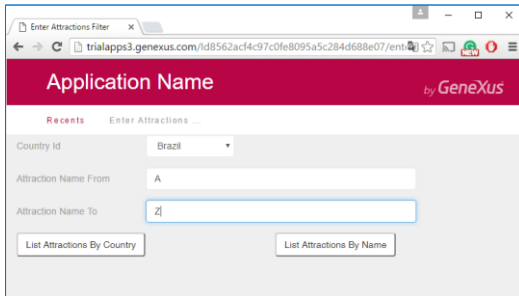 Enter Attractions Filter
trialapps3.genexus.com/Id8562acf4c97c0fe8095a5c284d688e07/ent
Application Name
by GeneXus
Recents Enter Attractions ...
Country Id Brazil
Attraction Name From A
Attraction Name To Z
List Attractions By Country List Attractions By Name